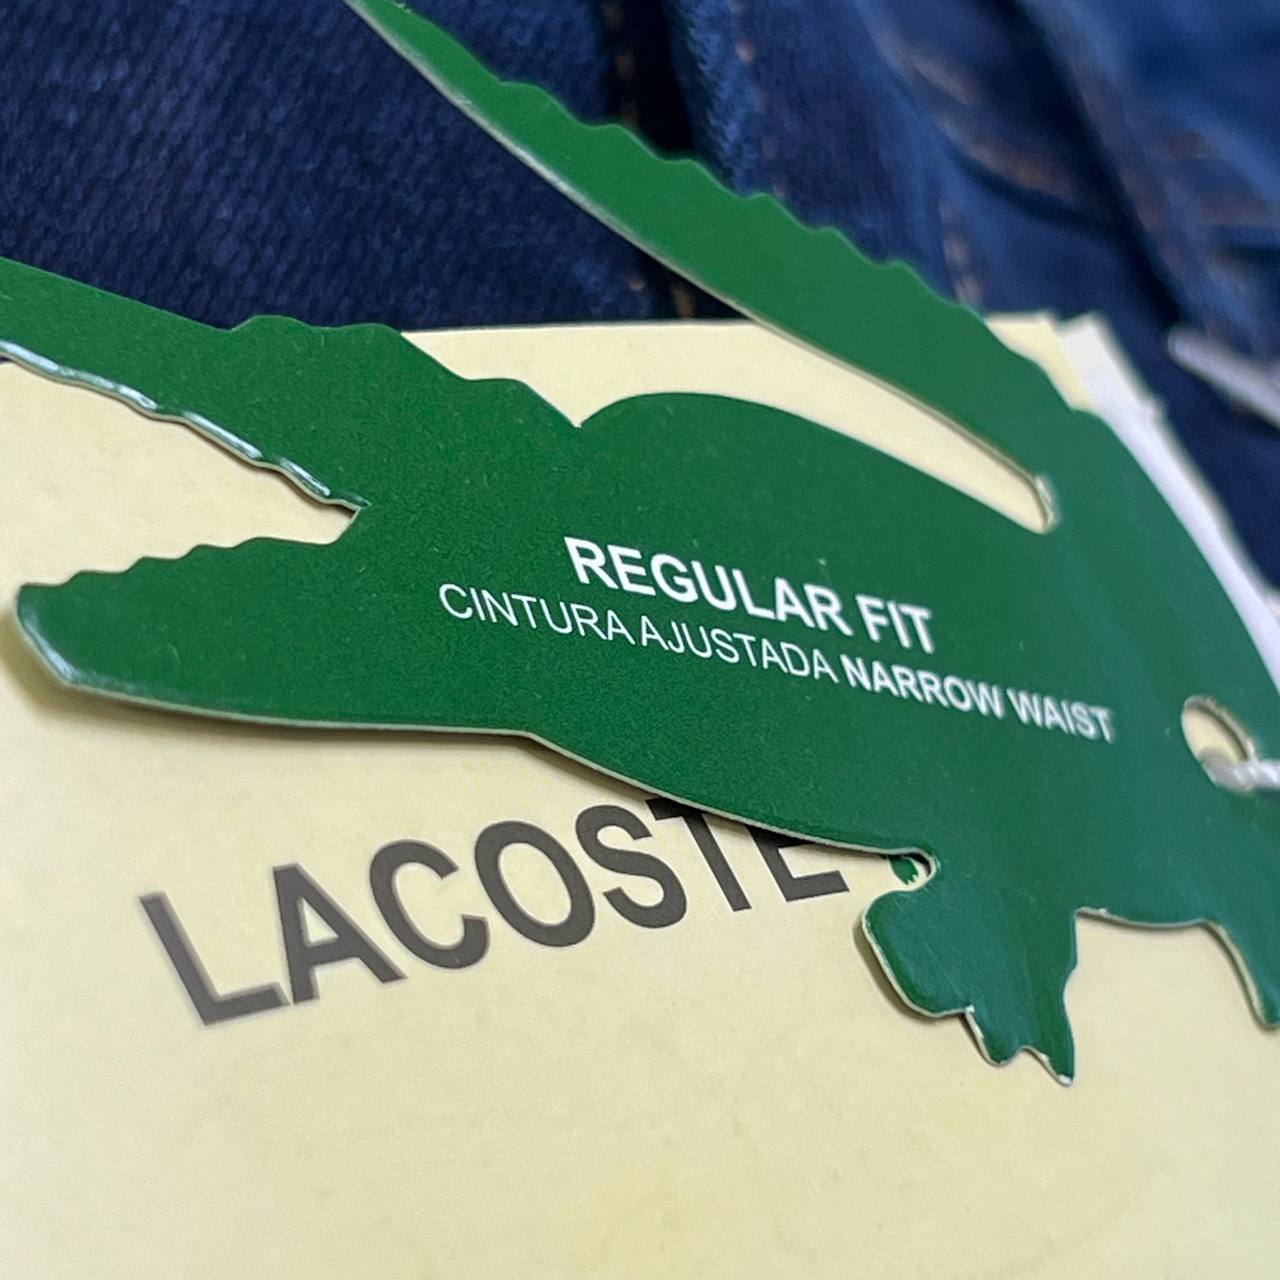 REGULAR FIT
CINTURA AJUSTADA NARROW WAIST
LACOSTE